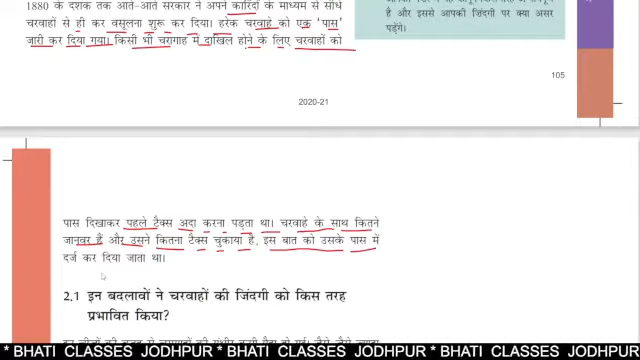 1880 के दशक तक आते-आते सरकार ने अपने कारिंदों के माध्यम से सीधे
चरवाहों से ही कर वसूलना शुरू कर दिया। हरेक चरवाहे को एक 'पास'
जारी कर दिया गया। किसी भी चरागाह में दाखिल होने के लिए चरवाहों को
है और इससे आपकी जिंदगी पर क्या असर
पड़ेंगे।
105
2020-21
पास दिखाकर पहले टैक्स अदा करना पड़ता था। चरवाहे के साथ कितने
जानवर हैं और उसने कितना टैक्स चुकाया है, इस बात को उसके पास में
दर्ज कर दिया जाता था।
2.1 इन बदलावों ने चरवाहों की जिंदगी को किस तरह
प्रभावित किया?
* BHATI CLASSES JODHPUR * BHATI CLASSES JODHPUR * BHATI CLASSES JODHPUR